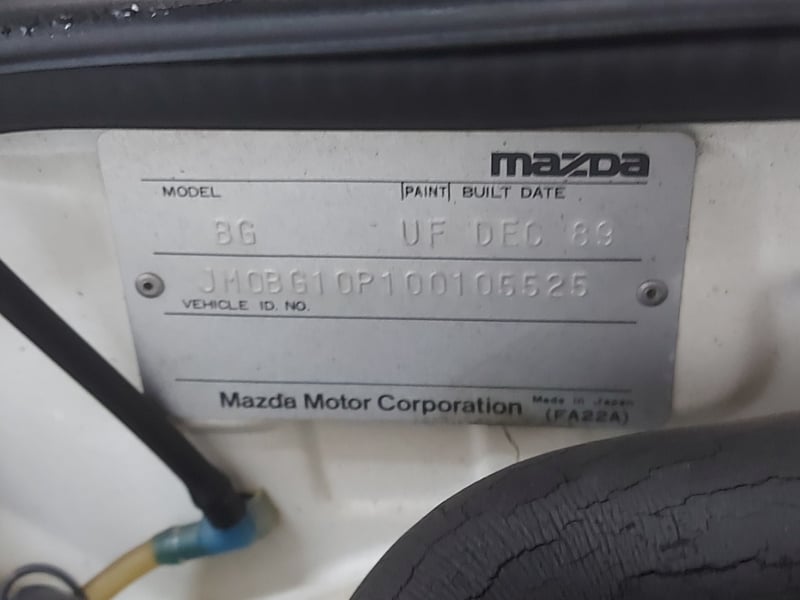 mazda
MODEL PAINT BUILT DATE
BG UF DEC 89
JM0BG10P100105525
VEHICLE ID. NO.
Mazda Motor Corporation Made in Japan
(FA22A)